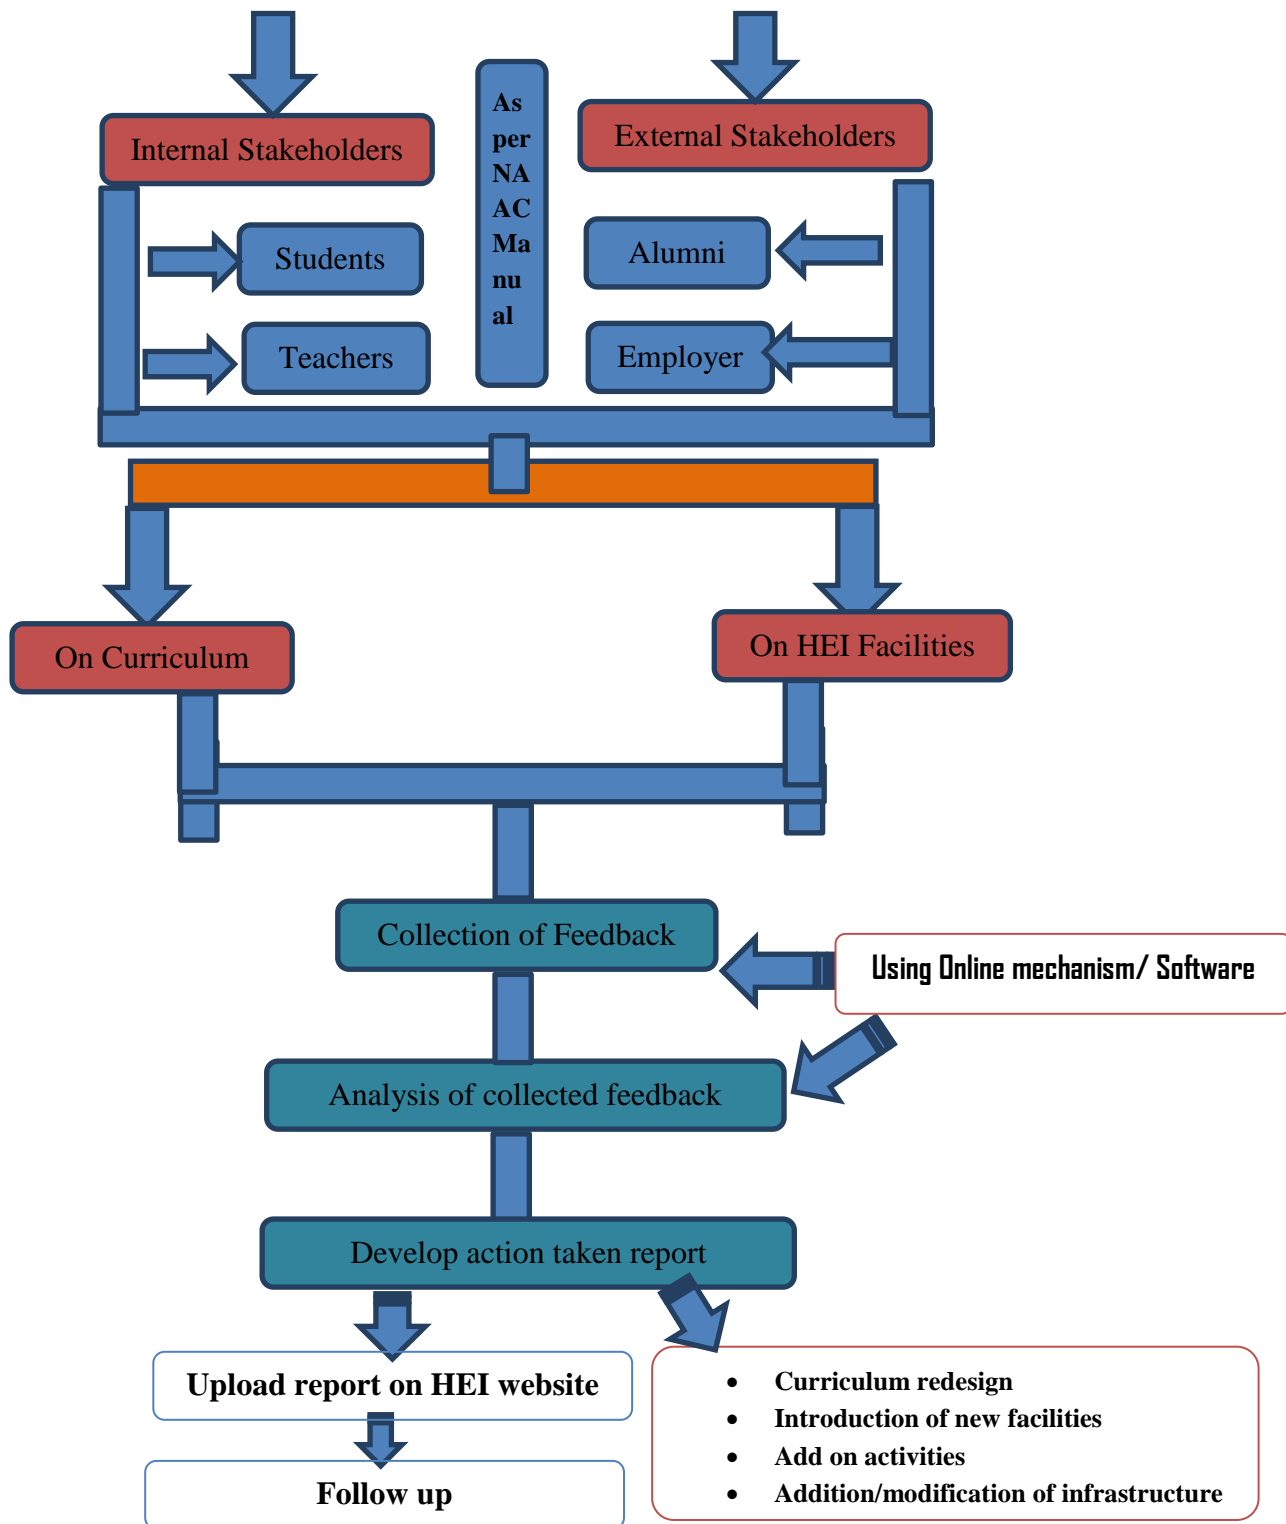 Internal Stakeholders
As
per
NA
AC
Ma
nu
al
External Stakeholders
Students
Alumni
Teachers
Employer
On Curriculum
On HEI Facilities
Collection of Feedback
Using Online mechanism/ Software
Analysis of collected feedback
Develop action taken report
Upload report on HEI website
Follow up
• Curriculum redesign
• Introduction of new facilities
• Add on activities
• Addition/modification of infrastructure